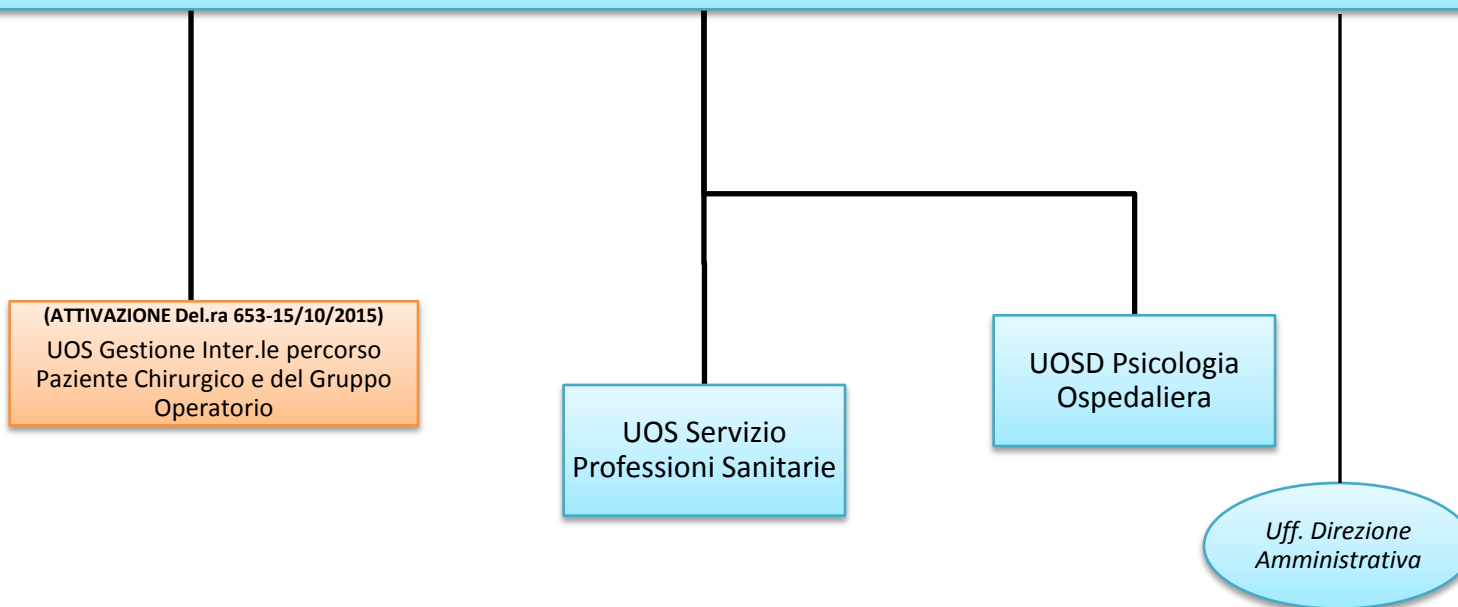 (ATTIVAZIONE Del.ra 653-15/10/2015)
UOS Gestione Inter.le percorso
Paziente Chirurgico e del Gruppo
Operatorio
UOS Servizio
Professioni Sanitarie
UOSD Psicologia
Ospedaliera
Uff. Direzione
Amministrativa